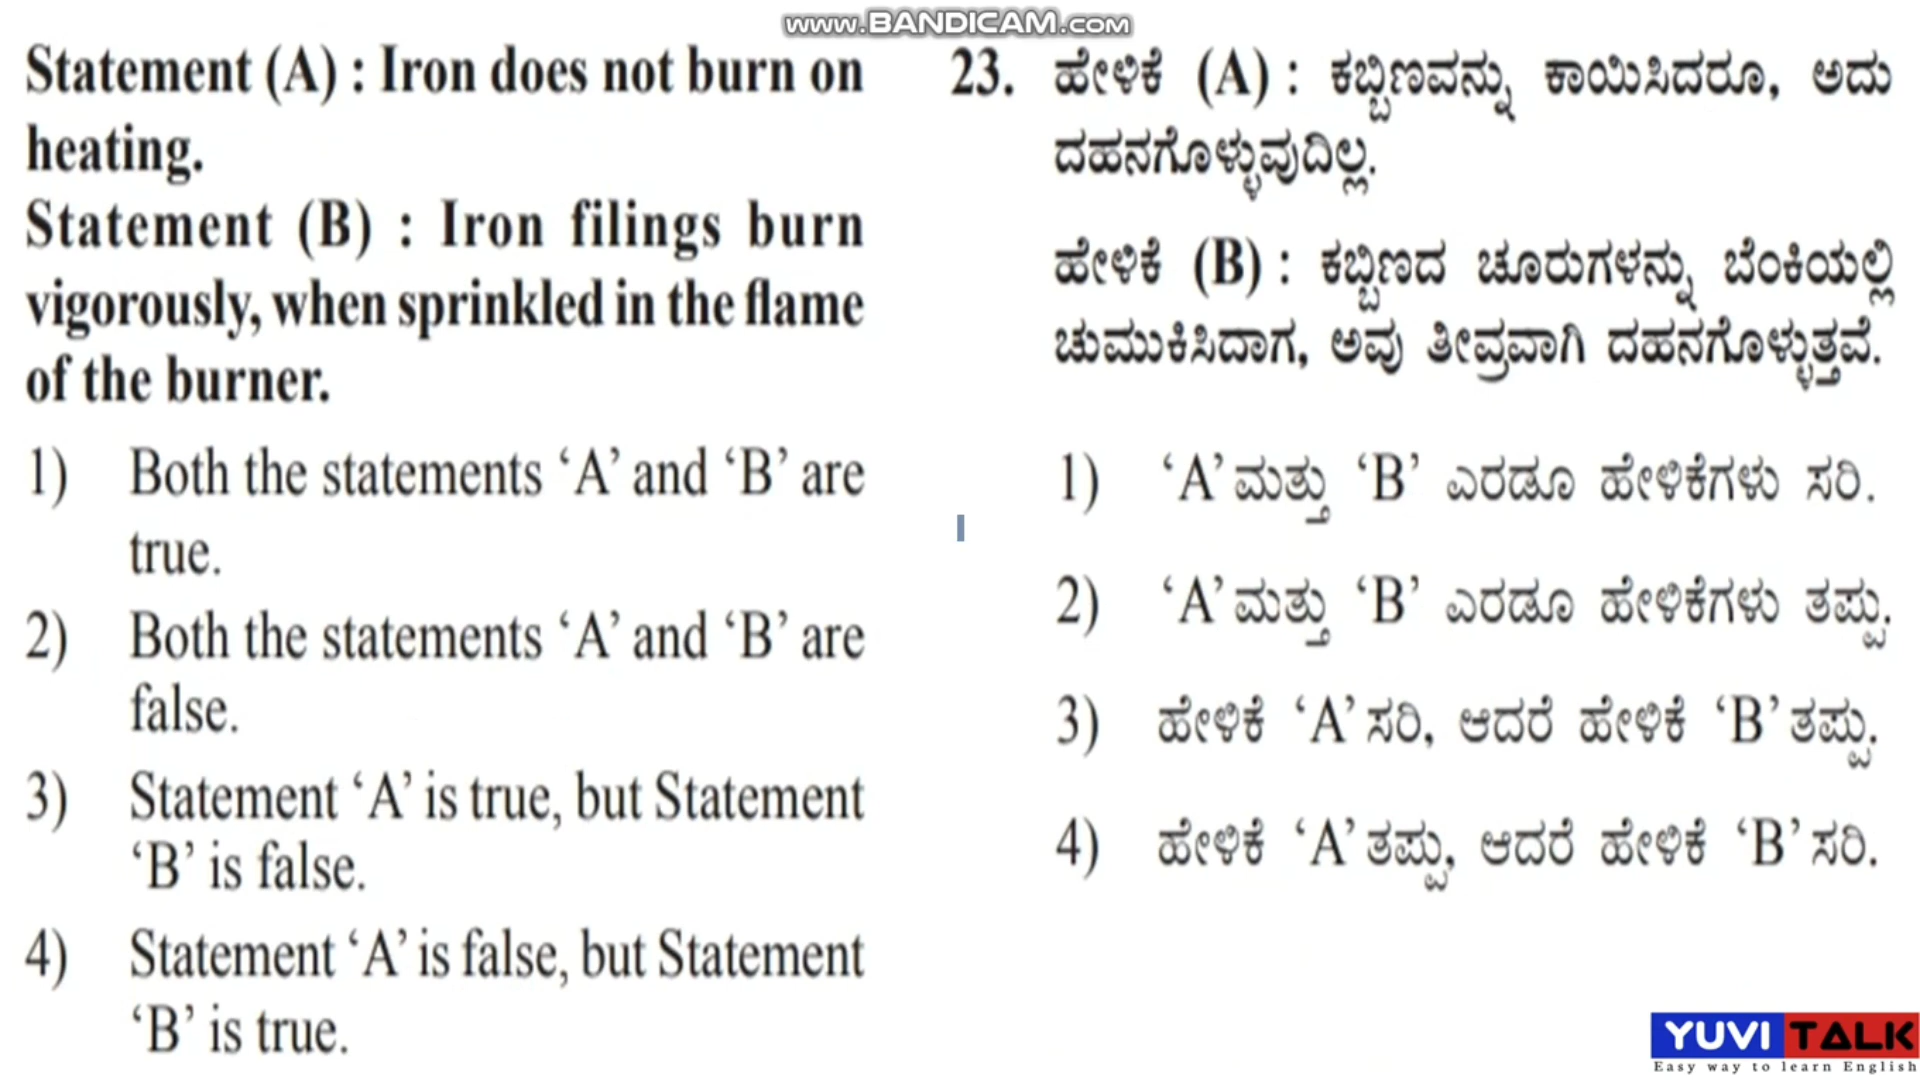 www.BANDICAM.com
Statement (A) : Iron does not burn on
heating.
Statement (B) : Iron filings burn
vigorously, when sprinkled in the flame
of the burner.
1) Both the statements ‘A’ and ‘B’ are
true.
2) Both the statements ‘A’ and ‘B’ are
false.
3) Statement ‘A’ is true, but Statement
‘B’ is false.
4) Statement ‘A’ is false, but Statement
‘B’ is true.
23. ಹೇಳಿಕೆ (A) : ಕಬ್ಬಿಣವನ್ನು ಕಾಯಿಸಿದರೂ, ಅದು
ದಹನಗೊಳ್ಳುವುದಿಲ್ಲ.
ಹೇಳಿಕೆ (B) : ಕಬ್ಬಿಣದ ಚೂರುಗಳನ್ನು ಬೆಂಕಿಯಲ್ಲಿ
ಚುಮುಕಿಸಿದಾಗ, ಅವು ತೀವ್ರವಾಗಿ ದಹನಗೊಳ್ಳುತ್ತವೆ.
1) ‘A’ ಮತ್ತು ‘B’ ಎರಡೂ ಹೇಳಿಕೆಗಳು ಸರಿ.
2) ‘A’ ಮತ್ತು ‘B’ ಎರಡೂ ಹೇಳಿಕೆಗಳು ತಪ್ಪು.
3) ಹೇಳಿಕೆ ‘A’ ಸರಿ, ಆದರೆ ಹೇಳಿಕೆ ‘B’ ತಪ್ಪು.
4) ಹೇಳಿಕೆ ‘A’ ತಪ್ಪು, ಆದರೆ ಹೇಳಿಕೆ ‘B’ ಸರಿ.
YUVI TALK
Easy way to learn English